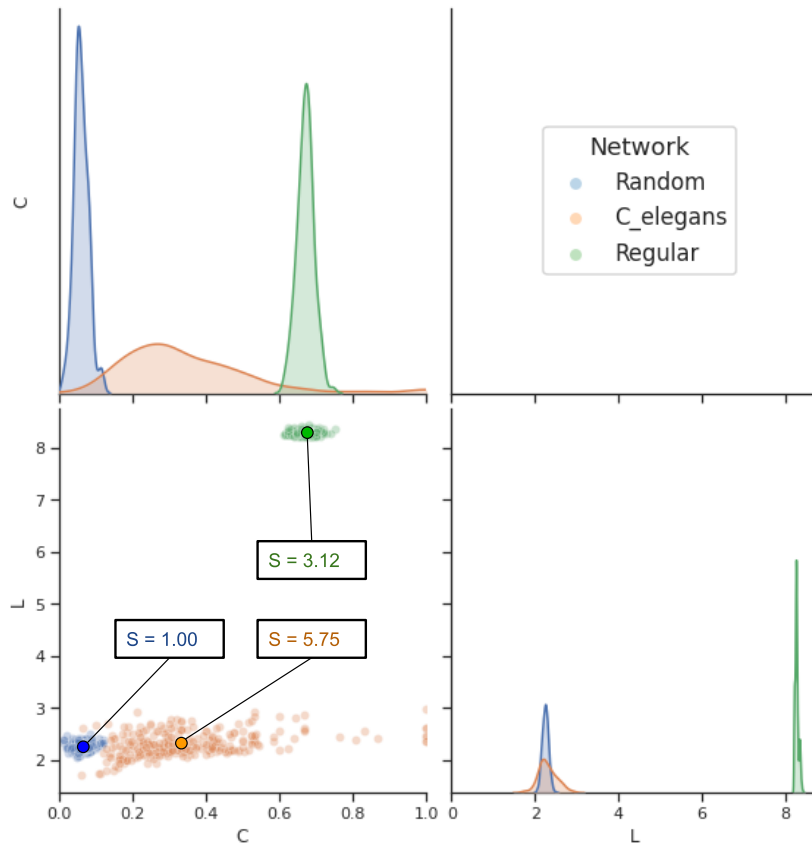 C
Network
Random
C_elegans
Regular
8
7
6
5
4
3
2
L
S = 3.12
S = 1.00
S = 5.75
0.0 0.2 0.4 0.6 0.8 1.0
C
0 2 4 6 8
L